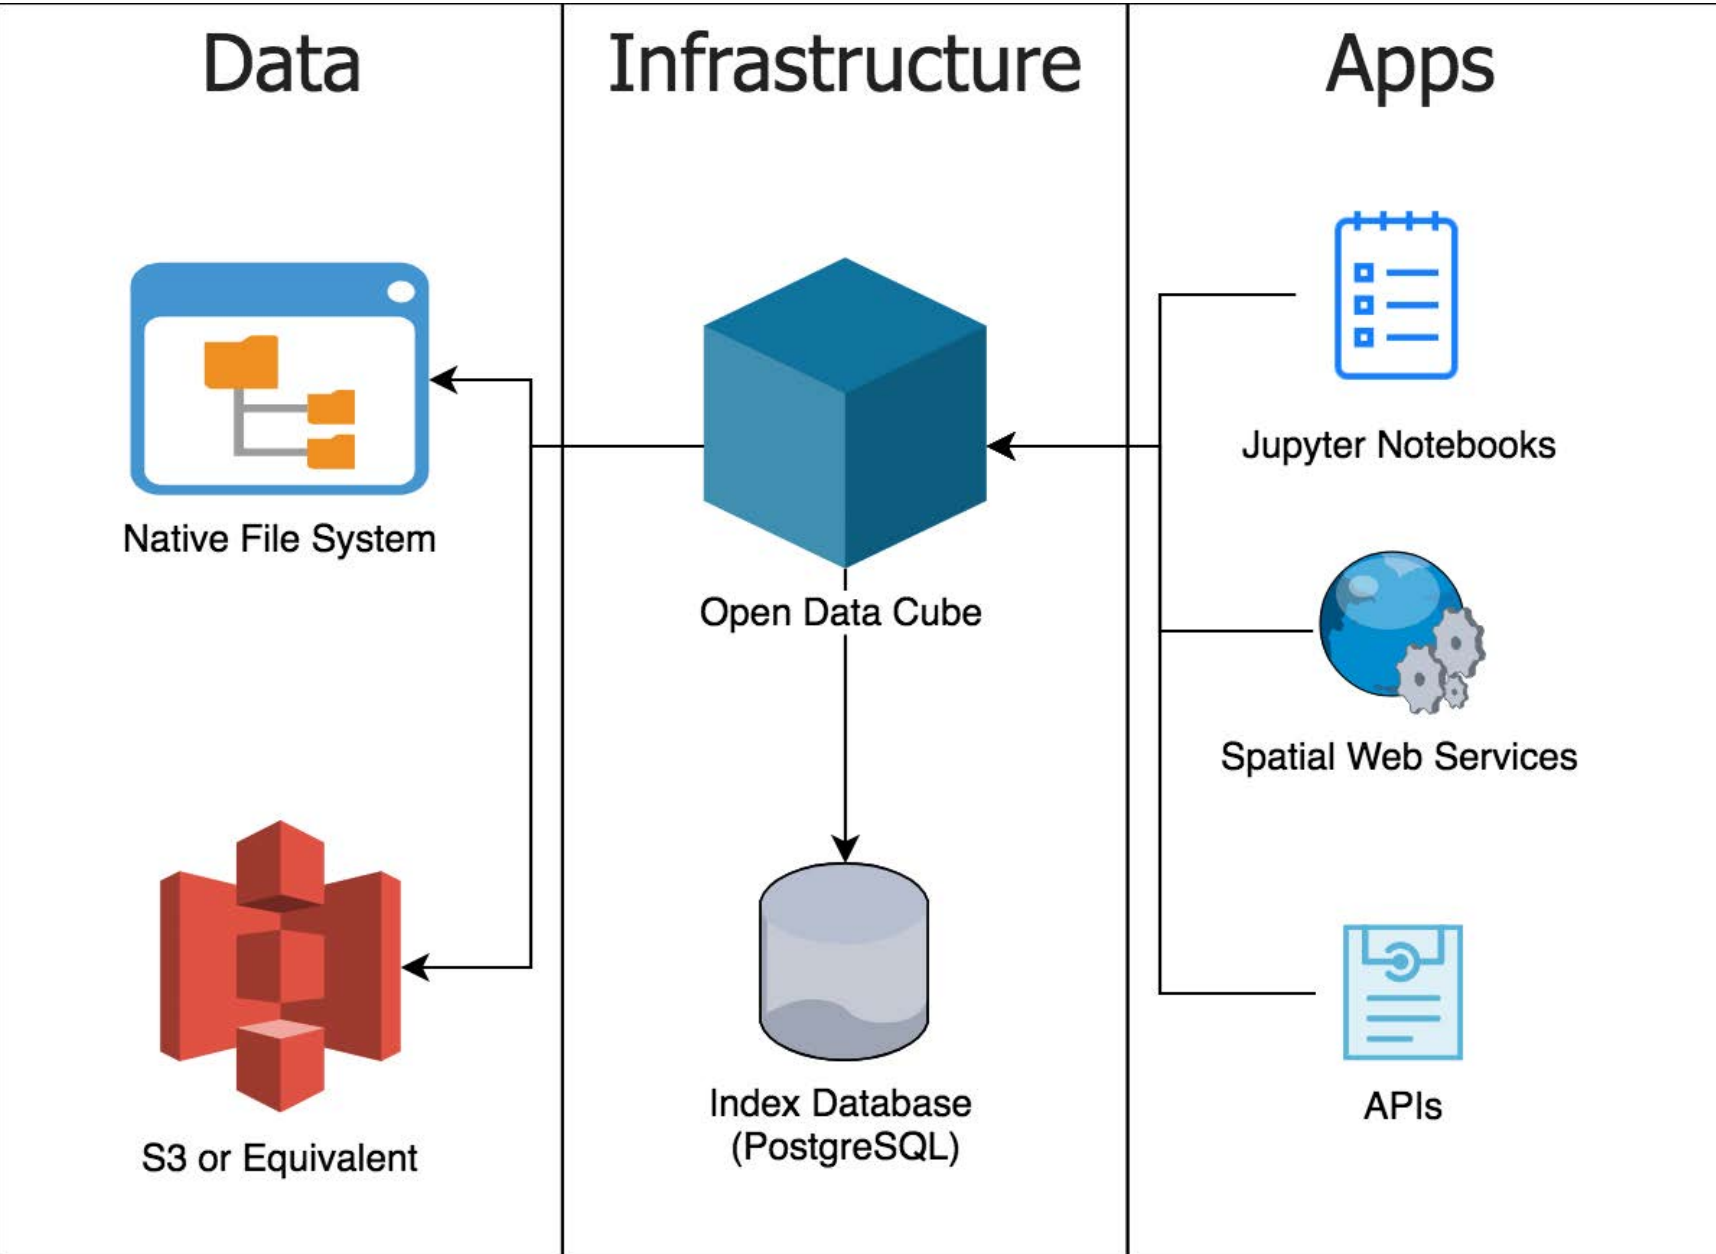 Data
Infrastructure
Apps
Native File System
S3 or Equivalent
Open Data Cube
Index Database
(PostgreSQL)
Jupyter Notebooks
Spatial Web Services
APIs